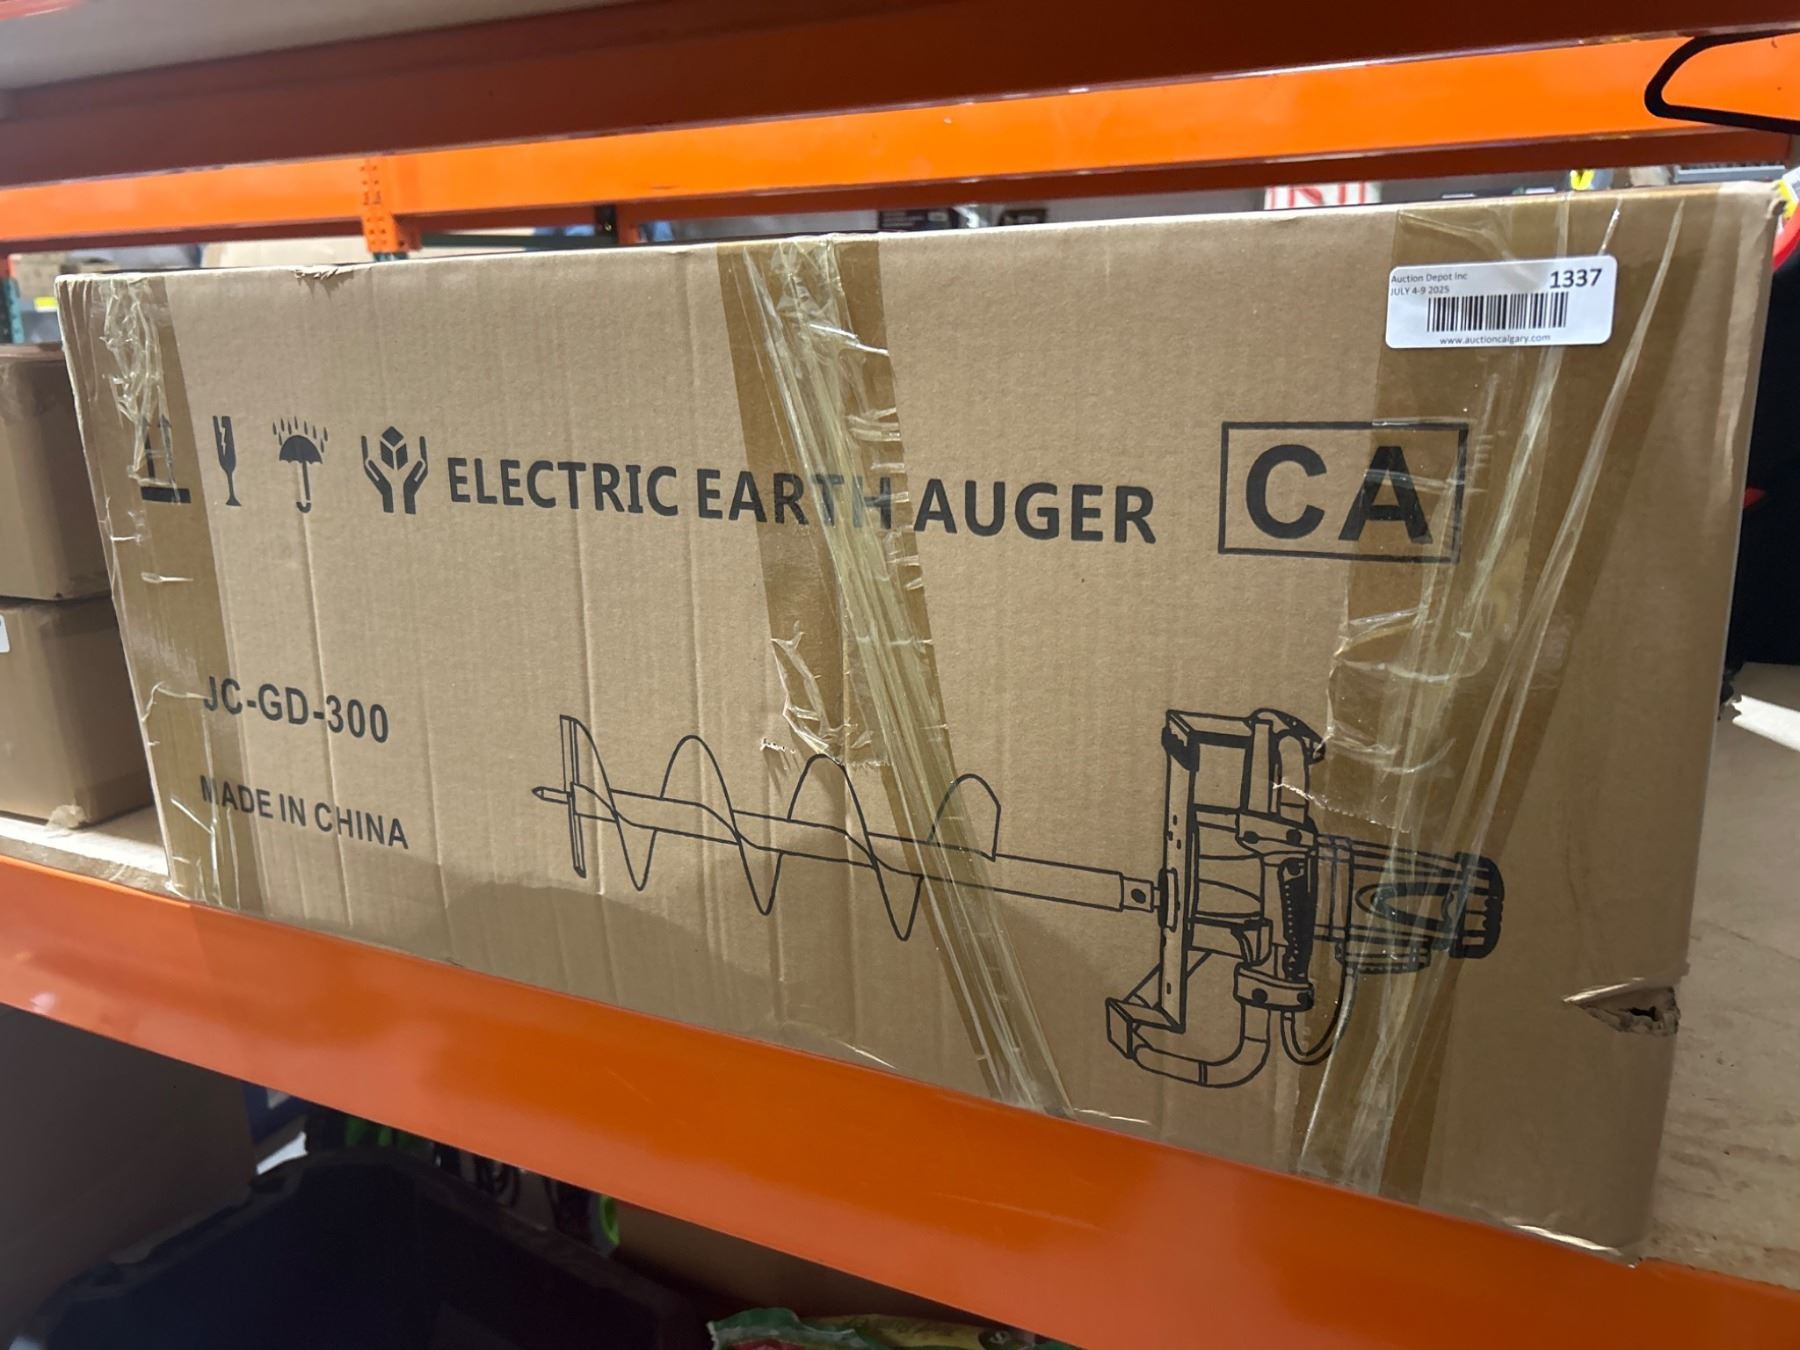 Auction Depot Inc
JULY 4-9 2025
1337
www.auctioncalgary.com
ELECTRIC EARTH AUGER
CA
JC-GD-300
MADE IN CHINA